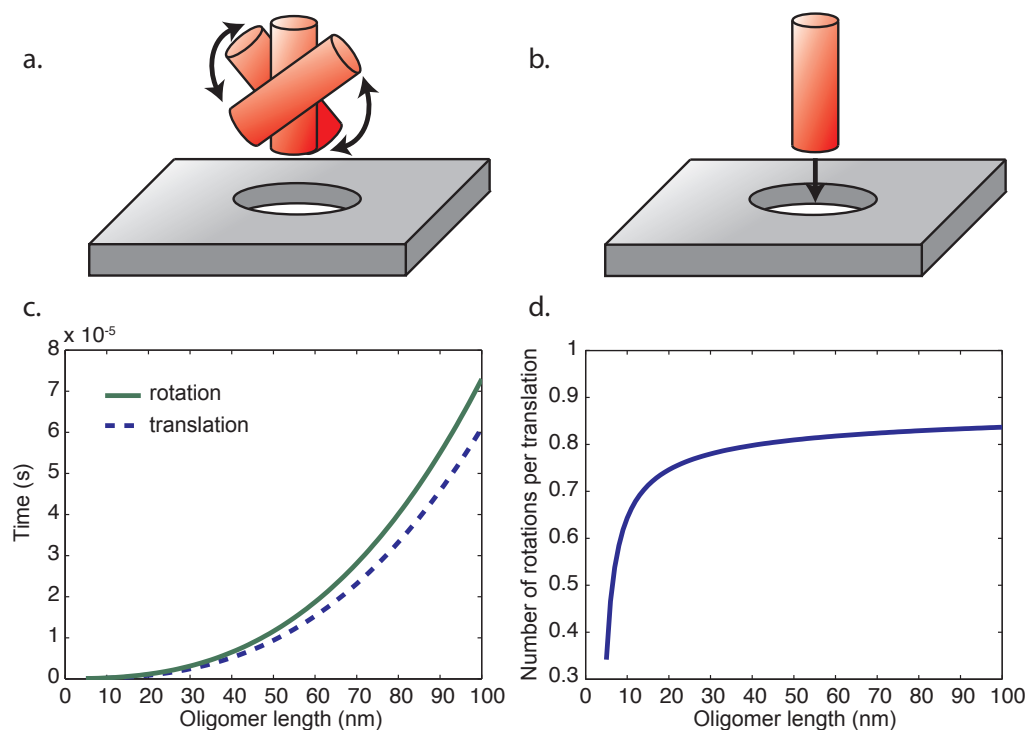 a.
b.
c.
x 10-5
8
7
6
5
4
3
2
1
0
rotation
translation
Time (s)
0 10 20 30 40 50 60 70 80 90 100
Oligomer length (nm)
d.
1
0.9
0.8
0.7
0.6
0.5
0.4
0.3
Number of rotations per translation
0 10 20 30 40 50 60 70 80 90 100
Oligomer length (nm)